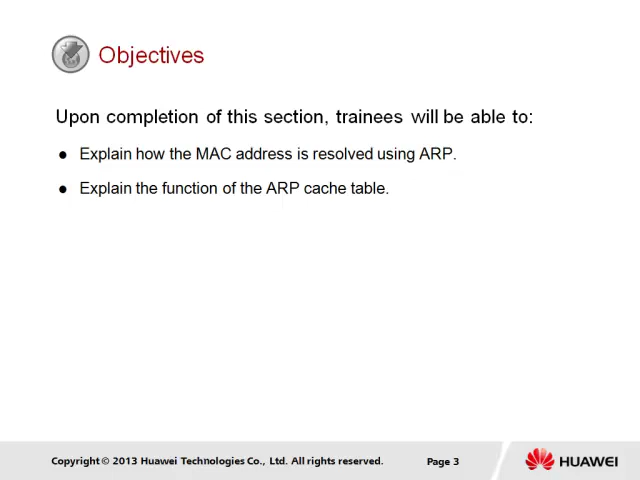 Objectives
Upon completion of this section, trainees will be able to:
● Explain how the MAC address is resolved using ARP.
● Explain the function of the ARP cache table.
Copyright © 2013 Huawei Technologies Co., Ltd. All rights reserved.
Page 3
HUAWEI